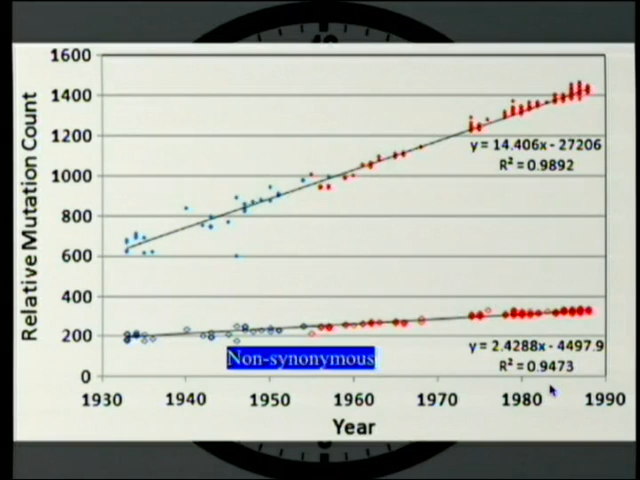 1600
1400
1200
1000
800
600
400
200
0
Relative Mutation Count
y = 14.406x - 27206
R² = 0.9892
Non-synonymous
y = 2.4288x - 4497.9
R² = 0.9473
1930 1940 1950 1960 1970 1980 1990
Year